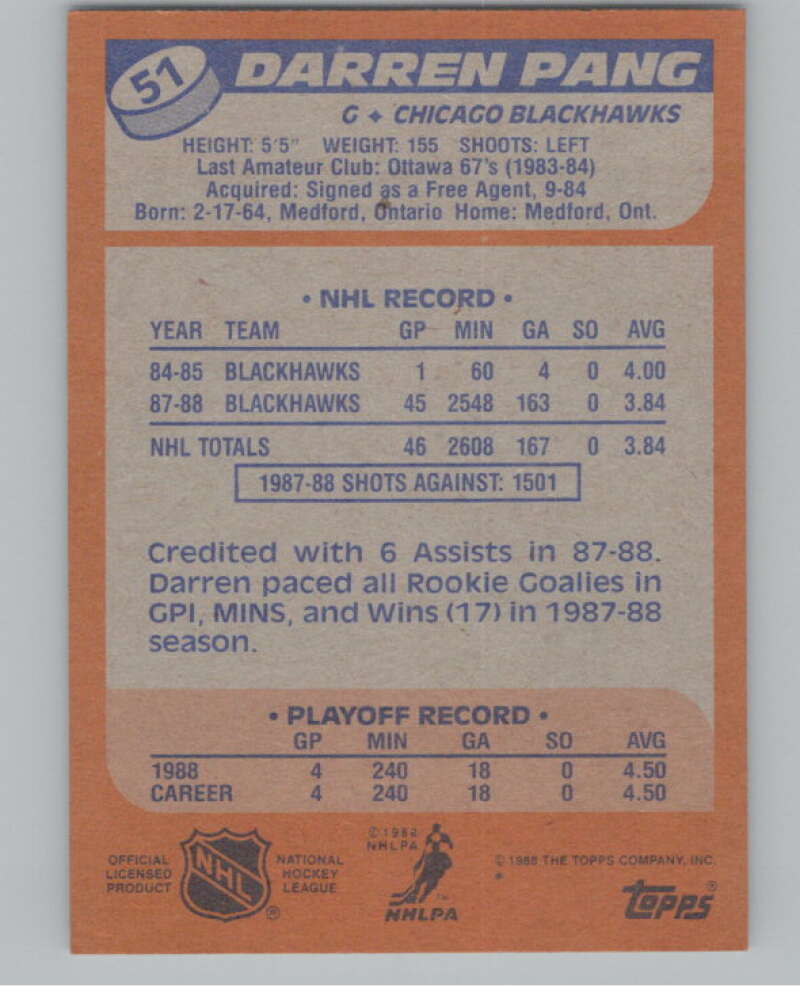 51
DARREN PANG
G ♦ CHICAGO BLACKHAWKS
HEIGHT: 5'5" WEIGHT: 155 SHOOTS: LEFT
Last Amateur Club: Ottawa 67's (1983-84)
Acquired: Signed as a Free Agent, 9-84
Born: 2-17-64, Medford, Ontario Home: Medford, Ont.
• NHL RECORD •
YEAR TEAM GP MIN GA SO AVG
84-85 BLACKHAWKS 1 60 4 0 4.00
87-88 BLACKHAWKS 45 2548 163 0 3.84
NHL TOTALS 46 2608 167 0 3.84
1987-88 SHOTS AGAINST: 1501
Credited with 6 Assists in 87-88.
Darren paced all Rookie Goalies in
GPI, MINS, and Wins (17) in 1987-88
season.
• PLAYOFF RECORD •
GP MIN GA SO AVG
1988 4 240 18 0 4.50
CAREER 4 240 18 0 4.50
OFFICIAL
LICENSED
PRODUCT
NHL ®
NATIONAL
HOCKEY
LEAGUE
© 1988
NHLPA
™
NHLPA
© 1988 THE TOPPS COMPANY, INC.
*
topps®